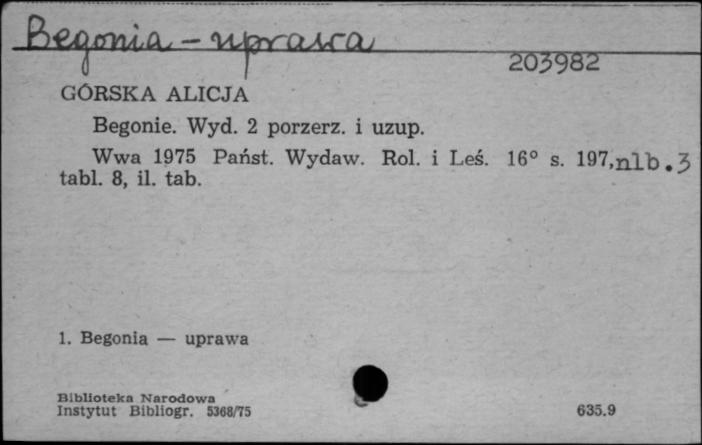 Begonia - uprawa
203982
GÓRSKA ALICJA
Begonie. Wyd. 2 porzerz. i uzup.
Wwa 1975 Państ. Wydaw. Rol. i Leś. 16° s. 197, nlb. 3
tabl. 8, il. tab.
1. Begonia — uprawa
Biblioteka Narodowa
Instytut Bibliogr. 5368/75
635.9